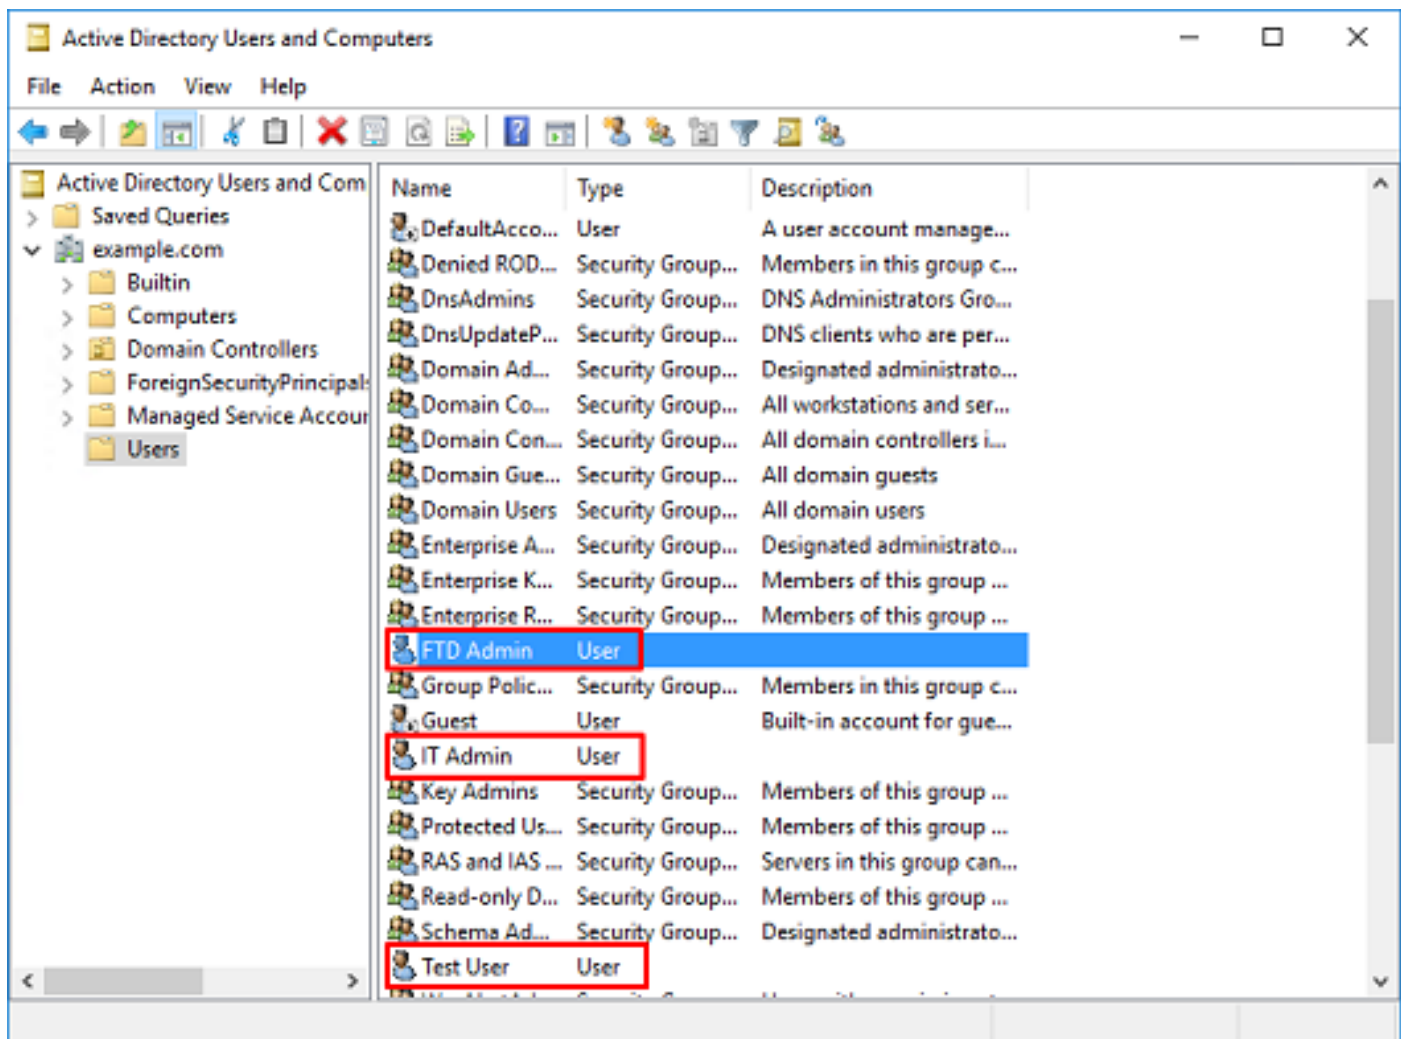 Active Directory Users and Computers
File Action View Help
Active Directory Users and Com
Saved Queries
example.com
Builtin
Computers
Domain Controllers
ForeignSecurityPrincipals
Managed Service Accour
Users
Name Type Description
DefaultAcco... User A user account manage...
Denied ROD... Security Group... Members in this group c...
DnsAdmins Security Group... DNS Administrators Gro...
DnsUpdateP... Security Group... DNS clients who are per...
Domain Ad... Security Group... Designated administrato...
Domain Co... Security Group... All workstations and ser...
Domain Con... Security Group... All domain controllers i...
Domain Gue... Security Group... All domain guests
Domain Users Security Group... All domain users
Enterprise A... Security Group... Designated administrato...
Enterprise K... Security Group... Members of this group ...
Enterprise R... Security Group... Members of this group ...
FTD Admin User
Group Polic... Security Group... Members in this group c...
Guest User Built-in account for gue...
IT Admin User
Key Admins Security Group... Members of this group ...
Protected Us... Security Group... Members of this group ...
RAS and IAS ... Security Group... Servers in this group can...
Read-only D... Security Group... Members of this group ...
Schema Ad... Security Group... Designated administrato...
Test User User